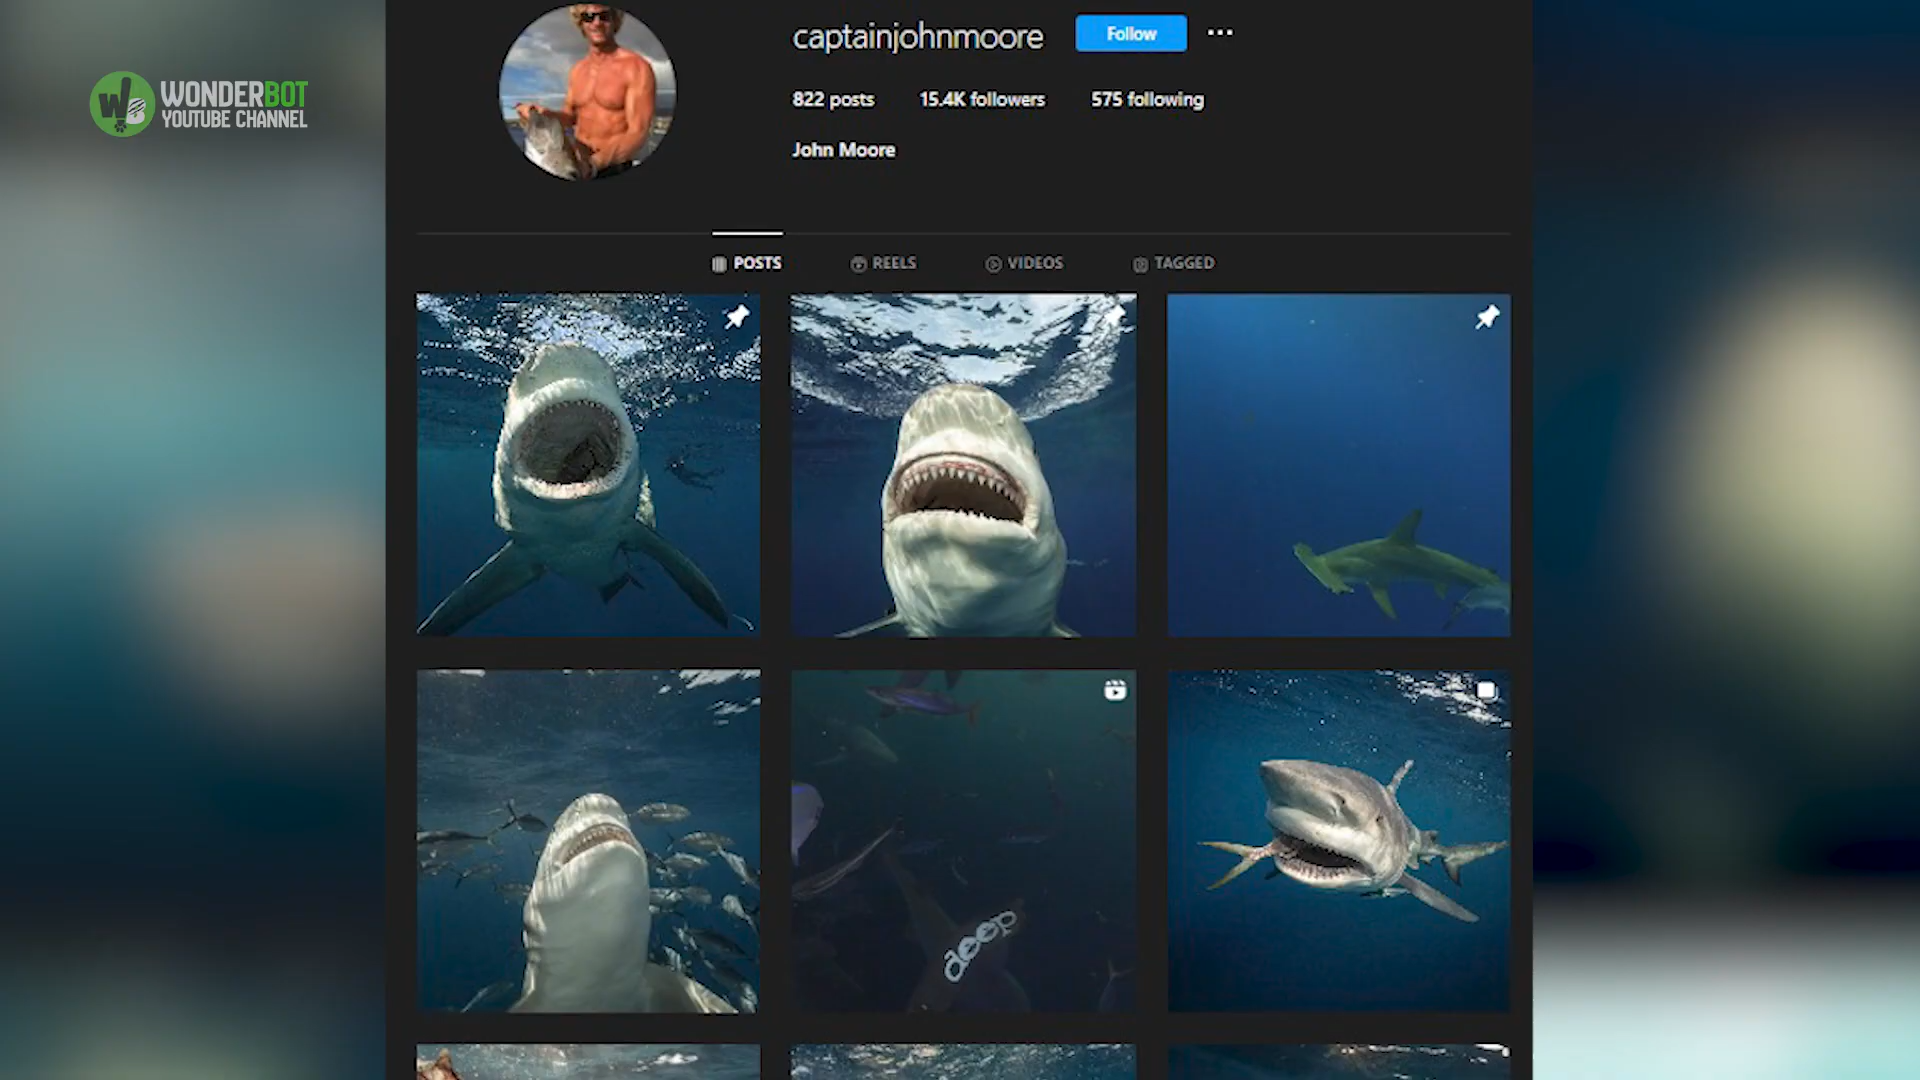 WONDERBOT
YOUTUBE CHANNEL
captainjohnmoore
Follow
822 posts
15.4K followers
575 following
John Moore
POSTS
REELS
VIDEOS
TAGGED
deep